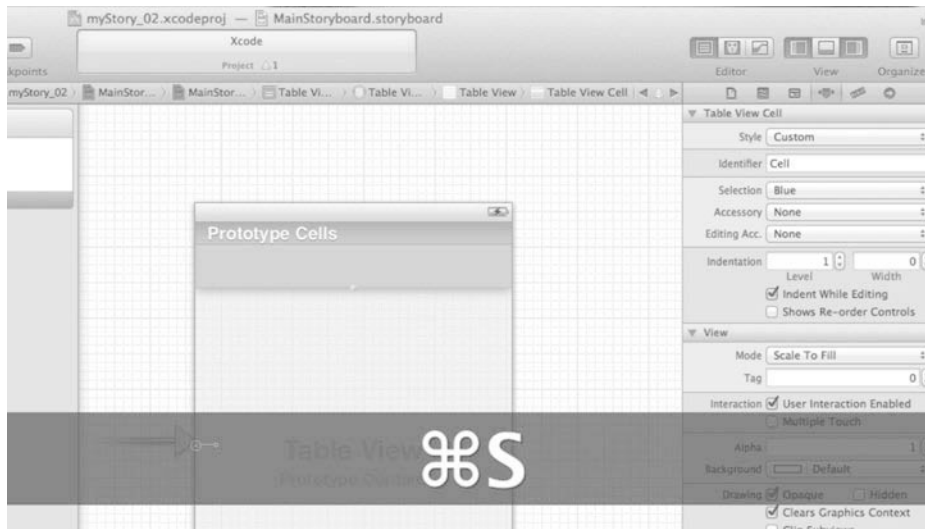 myStory_02.xcodeproj — MainStoryboard.storyboard
Xcode
Project 1
kpoints
Editor View Organize
myStory_02 MainStor... MainStor... Table Vi... Table Vi... Table View Table View Cell
Table View Cell
Style Custom
Identifier Cell
Selection Blue
Accessory None
Editing Acc. None
Indentation 1 0
Level Width
Indent While Editing
Shows Re-order Controls
Prototype Cells
View
Mode Scale To Fill
Tag 0
Interaction User Interaction Enabled
Multiple Touch
Alpha 1
Background Default
Drawing Opaque Hidden
Clears Graphics Context
Table View
⌘S
Prototype Content